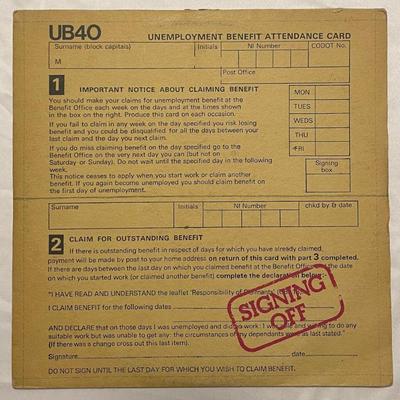 UB40 UNEMPLOYMENT BENEFIT ATTENDANCE CARD
Surname (block capitals) Initials NI Number CODOT No.
M
Post Office
1 IMPORTANT NOTICE ABOUT CLAIMING BENEFIT
You should make your claims for unemployment benefit at the
Benefit Office each week on the days and at the times shown
in the box on the right. Produce this card on each occasion.
If you fail to claim in any week on the day specified you risk losing
benefit and you could be disqualified for all the days between your
last claim and the day you next claim.
If you do miss claiming benefit on the day specified go to the
Benefit Office on the very next day you can (but not on
Saturday or Sunday). Do not wait until the specified day in the
following week.
This notice ceases to apply when you start work or claim another
benefit. If you again become unemployed you should claim benefit on
the first day of unemployment.
MON
TUES
WEDS
THU
FRI
Signing
box
Surname Initials NI Number chkd by & date
2 CLAIM FOR OUTSTANDING BENEFIT
If there is outstanding benefit in respect of days for which you have already claimed,
payment will be made by post to your home address on return of this card with part 3 completed.
If there are days between the last day on which you claimed benefit at the Benefit Office and the date
on which you started work (or claimed another benefit) complete the declaration below:-
"I HAVE READ AND UNDERSTAND the leaflet 'Responsibility of Claimants'
I CLAIM BENEFIT for the following dates
AND DECLARE that on those days I was unemployed and did no work: I was able and willing to do any
suitable work but was unable to get any: the circumstances of my dependants were as last stated."
(If there was a change cross out this last item).
Signature date
DO NOT SIGN UNTIL THE LAST DAY FOR WHICH YOU WISH TO CLAIM BENEFIT.
SIGNING
OFF